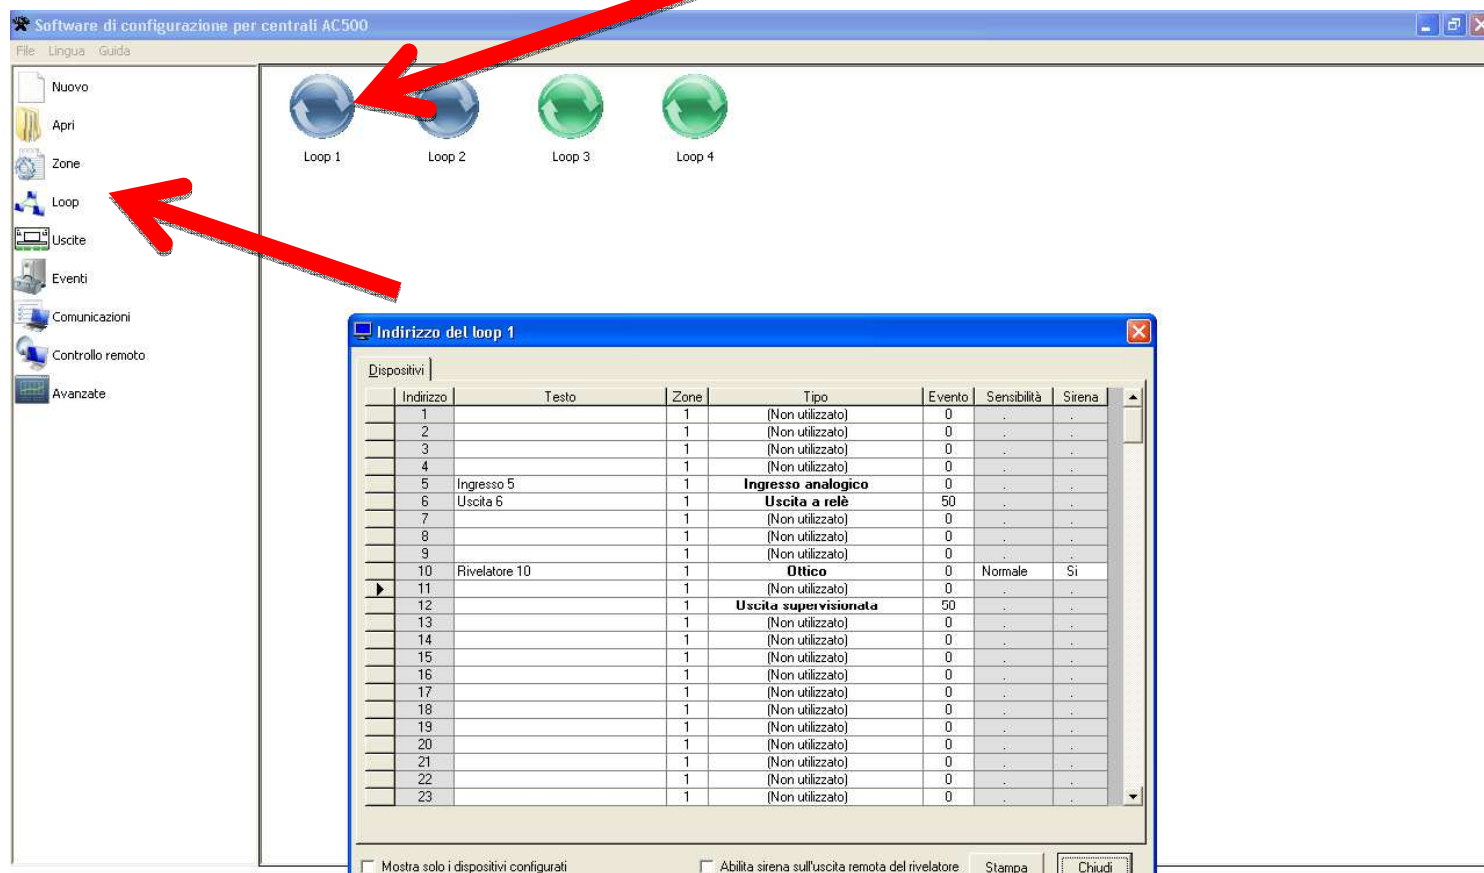 Software di configurazione per centrali AC500
File Lingua Guida
Nuovo
Apri
Zone
Loop
Uscite
Eventi
Comunicazioni
Controllo remoto
Avanzate
Loop 1 Loop 2 Loop 3 Loop 4
Indirizzo del loop 1
Dispositivi
Indirizzo Testo Zone Tipo Evento Sensibilità Sirena
1 1 (Non utilizzato) 0 . .
2 1 (Non utilizzato) 0 . .
3 1 (Non utilizzato) 0 . .
4 1 (Non utilizzato) 0 . .
5 Ingresso 5 1 Ingresso analogico 0 . .
6 Uscita 6 1 Uscita a relè 50 . .
7 1 (Non utilizzato) 0 . .
8 1 (Non utilizzato) 0 . .
9 1 (Non utilizzato) 0 . .
10 Rivelatore 10 1 Ottico 0 Normale Si
11 1 (Non utilizzato) 0 . .
12 1 Uscita supervisionata 50 . .
13 1 (Non utilizzato) 0 . .
14 1 (Non utilizzato) 0 . .
15 1 (Non utilizzato) 0 . .
16 1 (Non utilizzato) 0 . .
17 1 (Non utilizzato) 0 . .
18 1 (Non utilizzato) 0 . .
19 1 (Non utilizzato) 0 . .
20 1 (Non utilizzato) 0 . .
21 1 (Non utilizzato) 0 . .
22 1 (Non utilizzato) 0 . .
23 1 (Non utilizzato) 0 . .
Mostra solo i dispositivi configurati Abilita sirena sull'uscita remota del rivelatore Stampa Chiudi